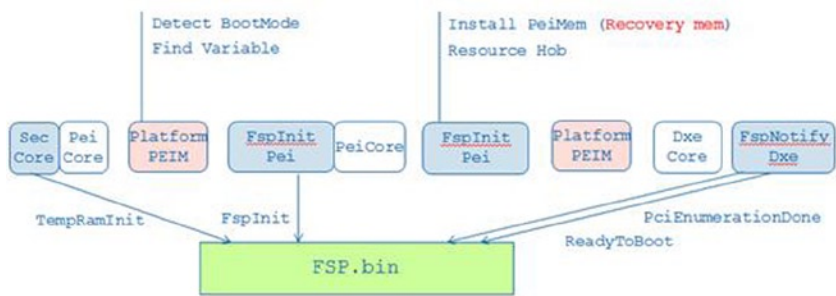 Detect BootMode
Find Variable
Install PeiMem (Recovery mem)
Resource Hob
Sec
Core
Pei
Core
Platform
PEIM
FspInit
Pei
PeiCore
FspInit
Pei
Platform
PEIM
Dxe
Core
FspNotify
Dxe
TempRamInit
FspInit
PciEnumerationDone
ReadyToBoot
FSP.bin